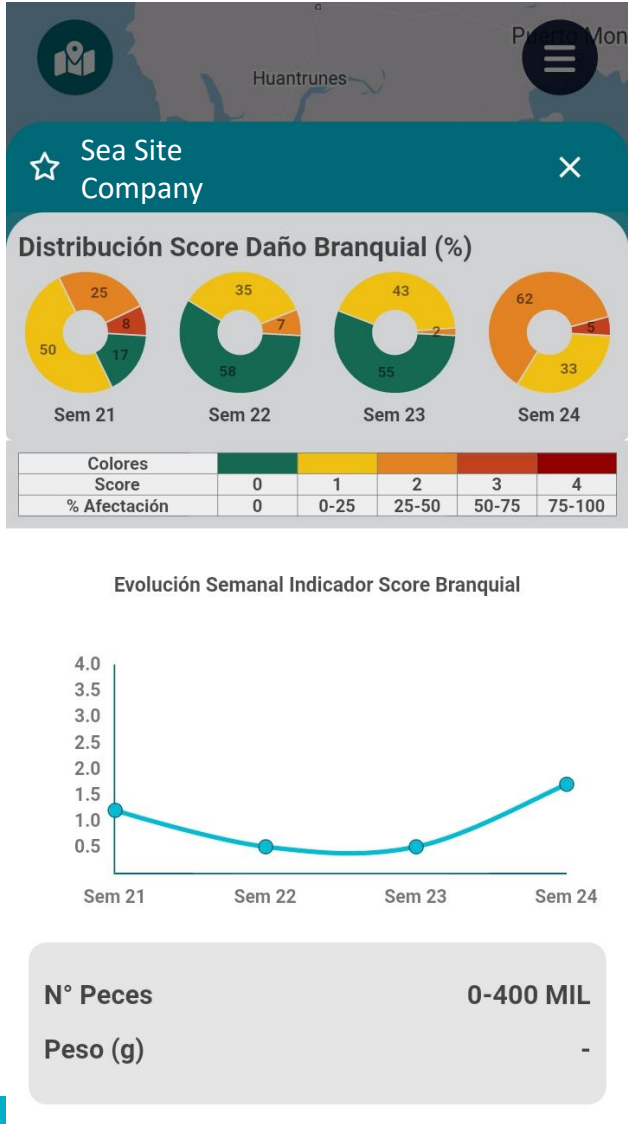 Puerto Mon
Huantrunes
Sea Site
Company
Distribución Score Daño Branquial (%)
25
8
17
50
Sem 21
35
7
58
Sem 22
43
2
55
Sem 23
62
5
33
Sem 24
Colores
Score 0 1 2 3 4
% Afectación 0 0-25 25-50 50-75 75-100
Evolución Semanal Indicador Score Branquial
4.0
3.5
3.0
2.5
2.0
1.5
1.0
0.5
Sem 21 Sem 22 Sem 23 Sem 24
N° Peces 0-400 MIL
Peso (g) -